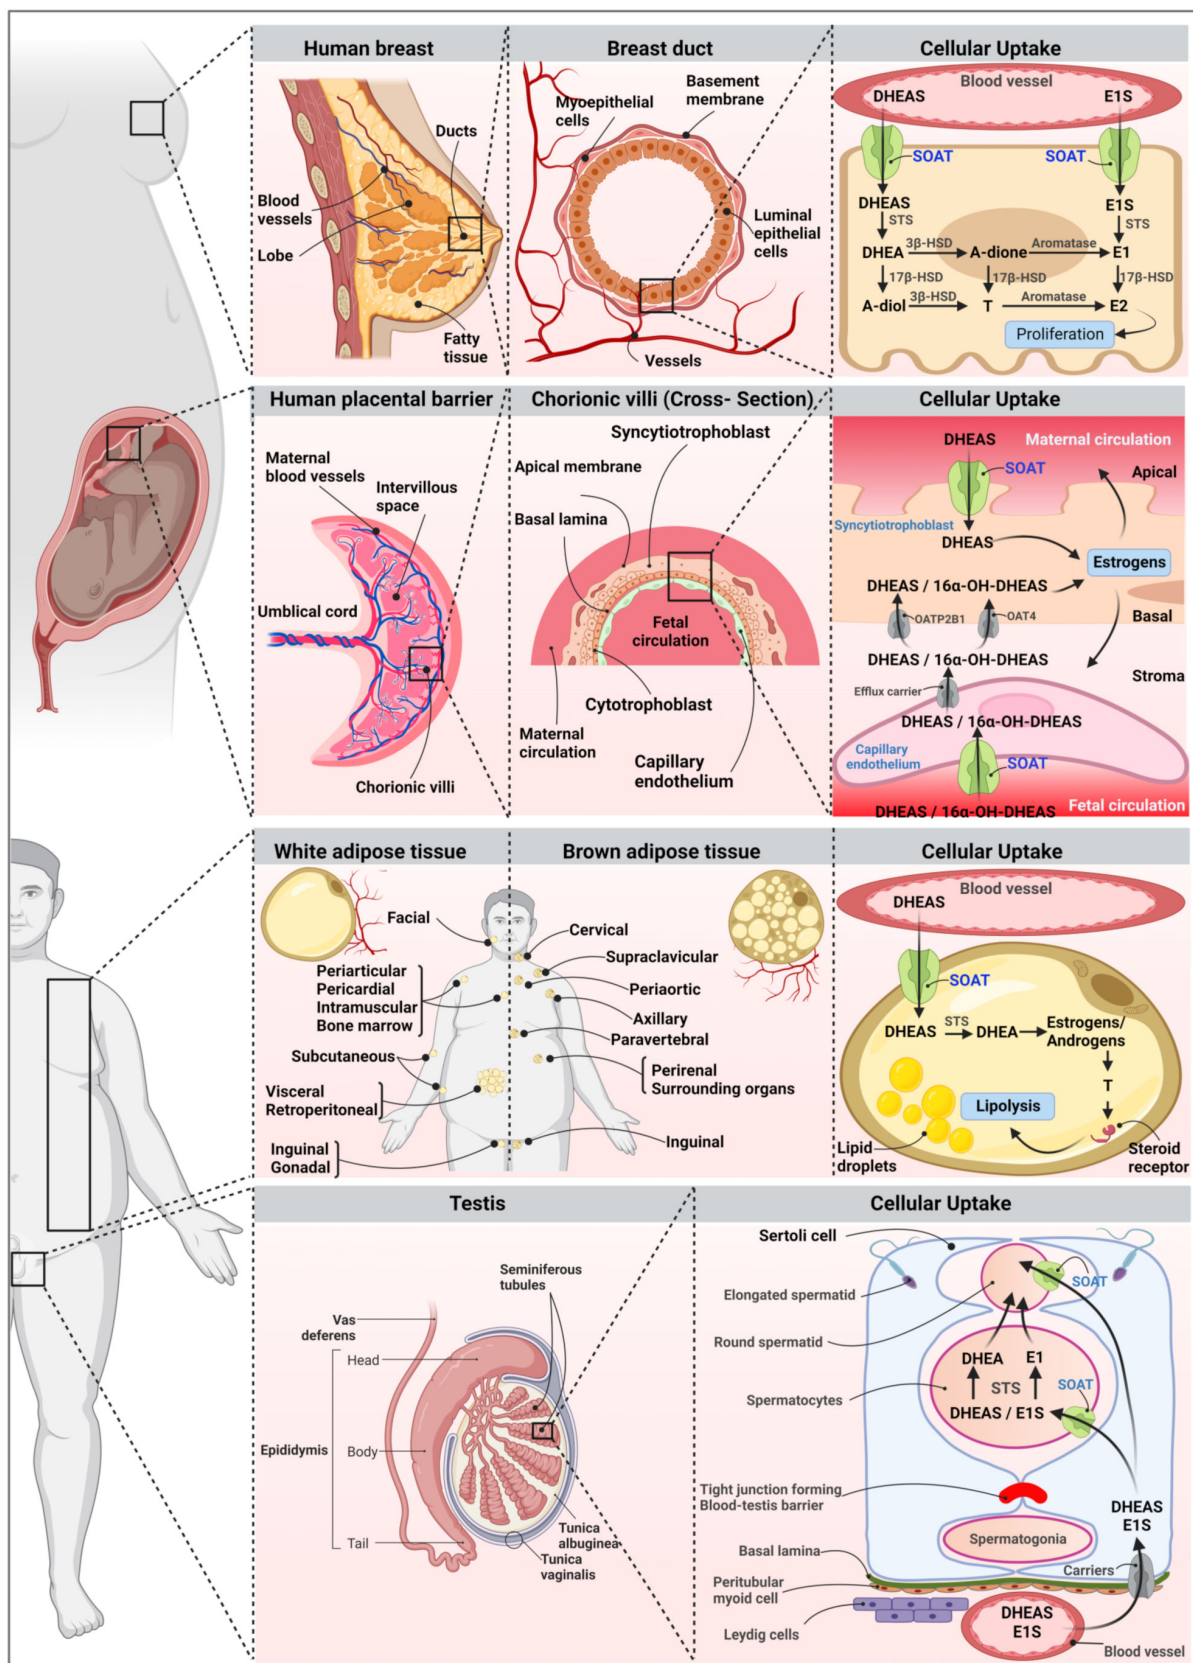 Human breast
Breast duct
Cellular Uptake
Myoepithelial
cells
Basement
membrane
Ducts
Blood
vessels
Lobe
Fatty
tissue
Luminal
epithelial
cells
Vessels
Blood vessel
DHEAS
E1S
SOAT
SOAT
DHEAS
E1S
STS
STS
DHEA
3β-HSD
A-dione
Aromatase
E1
17β-HSD
17β-HSD
17β-HSD
A-diol
3β-HSD
T
Aromatase
E2
Proliferation
Human placental barrier
Chorionic villi (Cross- Section)
Cellular Uptake
Maternal
blood vessels
Intervillous
space
Umblical cord
Chorionic villi
Syncytiotrophoblast
Apical membrane
Basal lamina
Fetal
circulation
Cytotrophoblast
Maternal
circulation
Capillary
endothelium
DHEAS
Maternal circulation
SOAT
Apical
Syncytiotrophoblast
DHEAS
Estrogens
DHEAS / 16α-OH-DHEAS
OATP2B1
OAT4
Basal
DHEAS / 16α-OH-DHEAS
Stroma
Efflux carrier
DHEAS / 16α-OH-DHEAS
Capillary
endothelium
SOAT
Fetal circulation
DHEAS / 16α-OH-DHEAS
White adipose tissue
Brown adipose tissue
Cellular Uptake
Facial
Periarticular
Pericardial
Intramuscular
Bone marrow
Subcutaneous
Visceral
Retroperitoneal
Inguinal
Gonadal
Cervical
Supraclavicular
Periaortic
Axillary
Paravertebral
Perirenal
Surrounding organs
Inguinal
Blood vessel
DHEAS
SOAT
DHEAS
STS
DHEA
Estrogens/
Androgens
T
Lipolysis
Lipid
droplets
Steroid
receptor
Testis
Cellular Uptake
Seminiferous
tubules
Vas
deferens
Head
Epididymis
Body
Tail
Tunica
albuginea
Tunica
vaginalis
Sertoli cell
Elongated spermatid
SOAT
Round spermatid
DHEA
E1
Spermatocytes
STS
SOAT
DHEAS / E1S
Tight junction forming
Blood-testis barrier
DHEAS
E1S
Spermatogonia
Basal lamina
Carriers
Peritubular
myoid cell
Leydig cells
DHEAS
E1S
Blood vessel